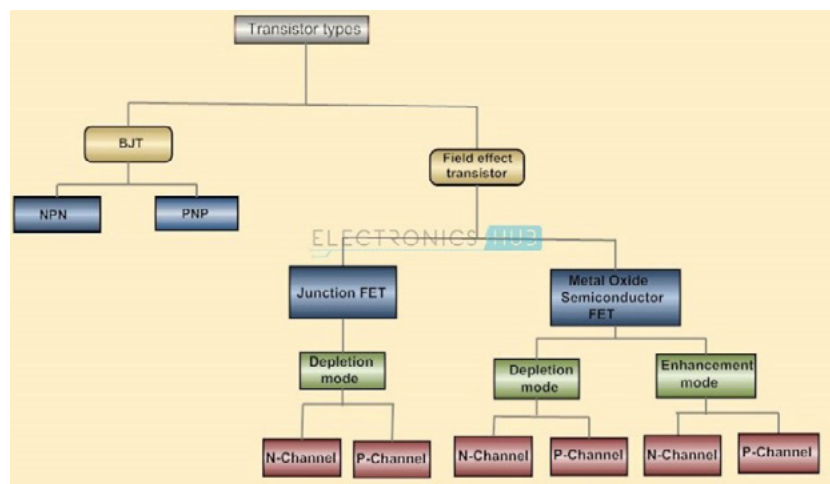 Transistor types
BJT
Field effect
transistor
NPN
PNP
ELECTRONICS HUB
Junction FET
Metal Oxide
Semiconductor
FET
Depletion
mode
Depletion
mode
Enhancement
mode
N-Channel
P-Channel
N-Channel
P-Channel
N-Channel
P-Channel